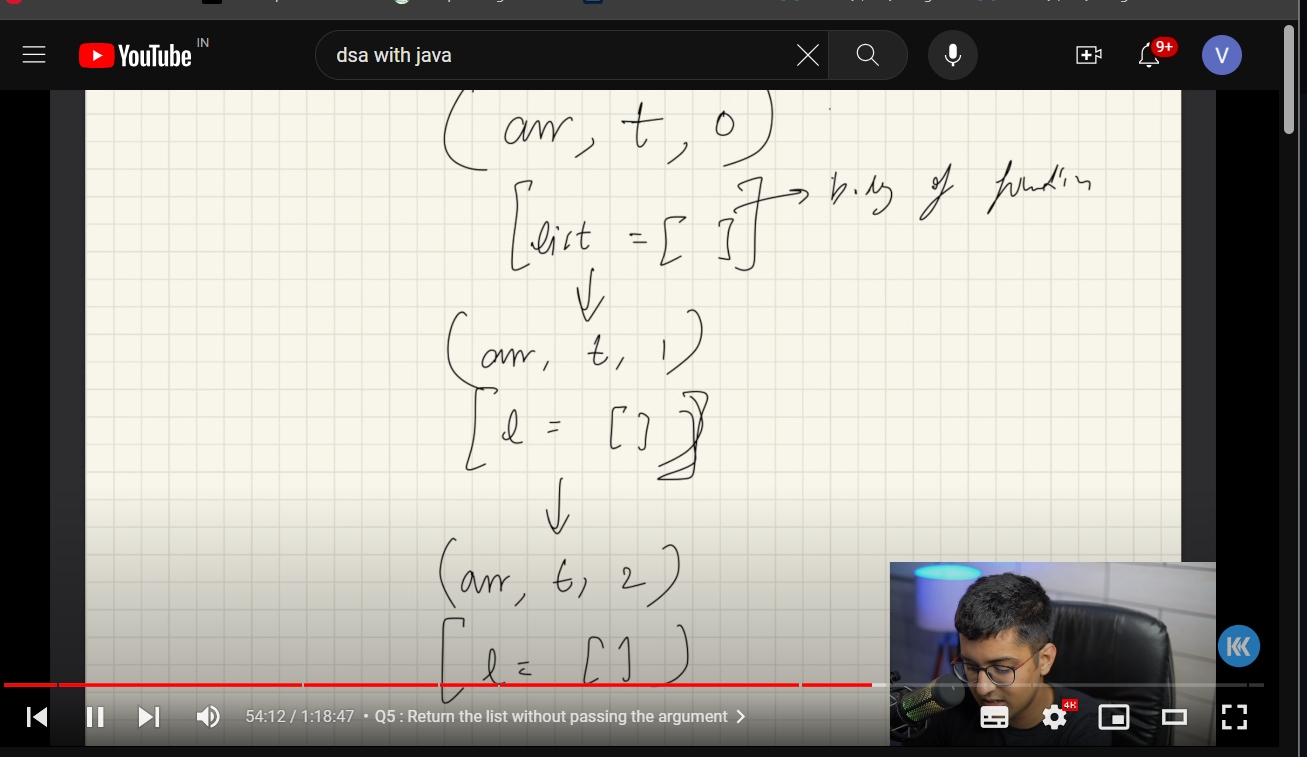 YouTube IN
dsa with java
9+
V
(arr, t, 0)
[list = [ ]] → body of function
(arr, t, 1)
[l = [ ]]
(arr, t, 2)
[l = [ ])
54:12 / 1:18:47 • Q5 : Return the list without passing the argument
4K